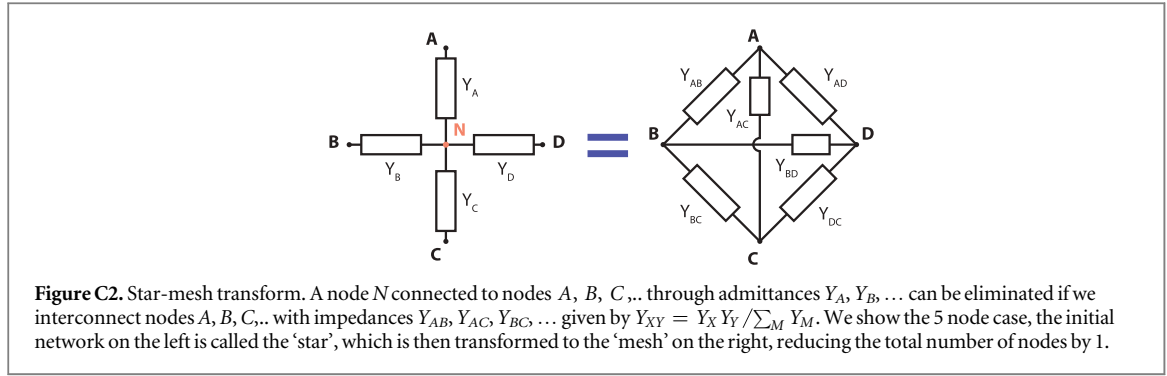 A
Y_A
B
N
D
Y_B
Y_D
Y_C
C
A
Y_AB
Y_AD
Y_AC
B
D
Y_BD
Y_BC
Y_DC
C
Figure C2. Star-mesh transform. A node N connected to nodes A, B, C,.. through admittances Y_A, Y_B, … can be eliminated if we
interconnect nodes A, B, C,.. with impedances Y_AB, Y_AC, Y_BC, … given by Y_XY = Y_X Y_Y / ∑_M Y_M. We show the 5 node case, the initial
network on the left is called the ‘star’, which is then transformed to the ‘mesh’ on the right, reducing the total number of nodes by 1.